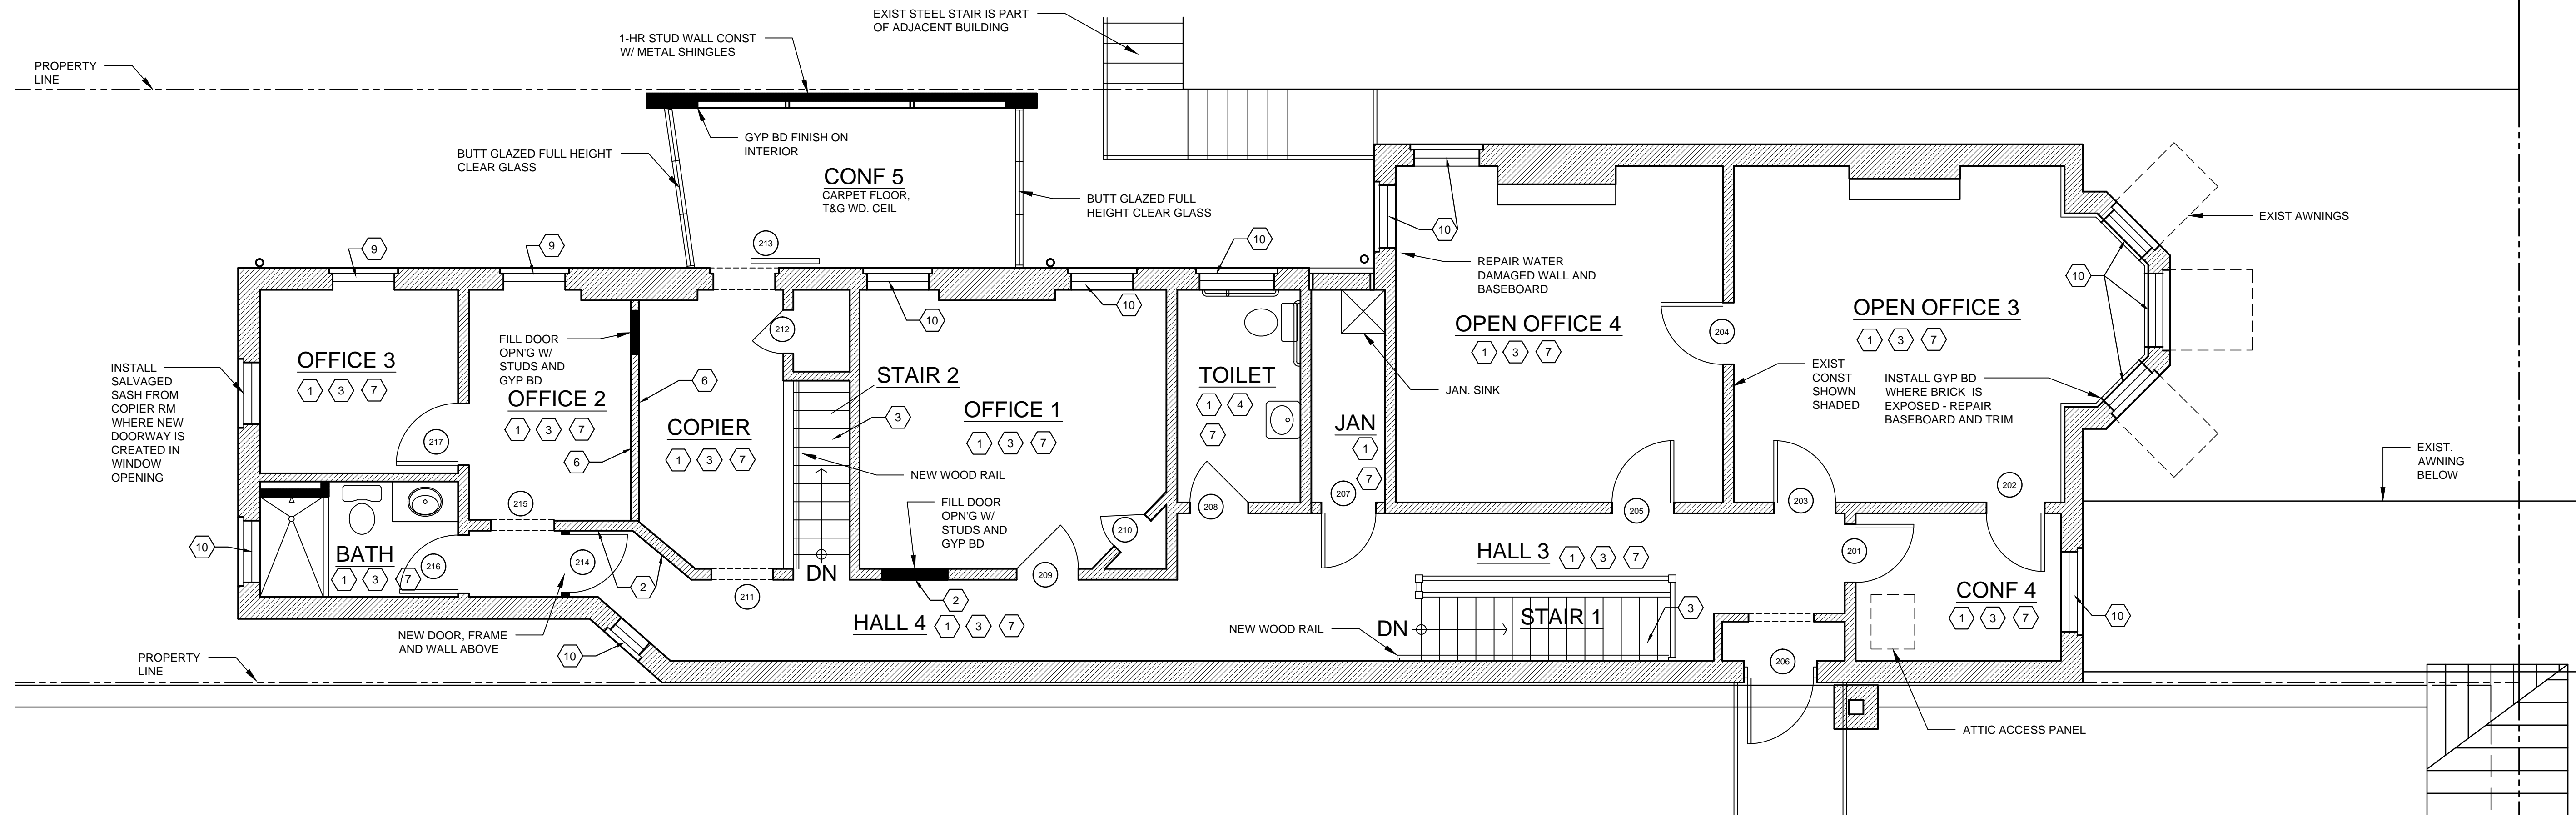 EXIST STEEL STAIR IS PART
OF ADJACENT BUILDING
1-HR STUD WALL CONST
W/ METAL SHINGLES
PROPERTY
LINE
GYP BD FINISH ON
INTERIOR
BUTT GLAZED FULL HEIGHT
CLEAR GLASS
CONF 5
CARPET FLOOR,
T&G WD. CEIL
BUTT GLAZED FULL
HEIGHT CLEAR GLASS
EXIST AWNINGS
213
9
9
10
10
10
10
10
REPAIR WATER
DAMAGED WALL AND
BASEBOARD
10
INSTALL
SALVAGED
SASH FROM
COPIER RM
WHERE NEW
DOORWAY IS
CREATED IN
WINDOW
OPENING
OFFICE 3
1 3 7
217
FILL DOOR
OPN'G W/
STUDS AND
GYP BD
OFFICE 2
1 3 7
6
6
215
212
COPIER
1 3 7
STAIR 2
3
NEW WOOD RAIL
DN
OFFICE 1
1 3 7
FILL DOOR
OPN'G W/
STUDS AND
GYP BD
209
210
2
TOILET
1 4
7
208
JAN
1
7
207
JAN. SINK
OPEN OFFICE 4
1 3 7
204
205
OPEN OFFICE 3
1 3 7
EXIST
CONST
SHOWN
SHADED
INSTALL GYP BD
WHERE BRICK IS
EXPOSED - REPAIR
BASEBOARD AND TRIM
203
202
EXIST.
AWNING
BELOW
BATH
1 3 7
216
214
2
211
NEW DOOR, FRAME
AND WALL ABOVE
10
HALL 4 1 3 7
HALL 3 1 3 7
201
STAIR 1
DN
3
NEW WOOD RAIL
206
CONF 4
1 3 7
10
PROPERTY
LINE
ATTIC ACCESS PANEL